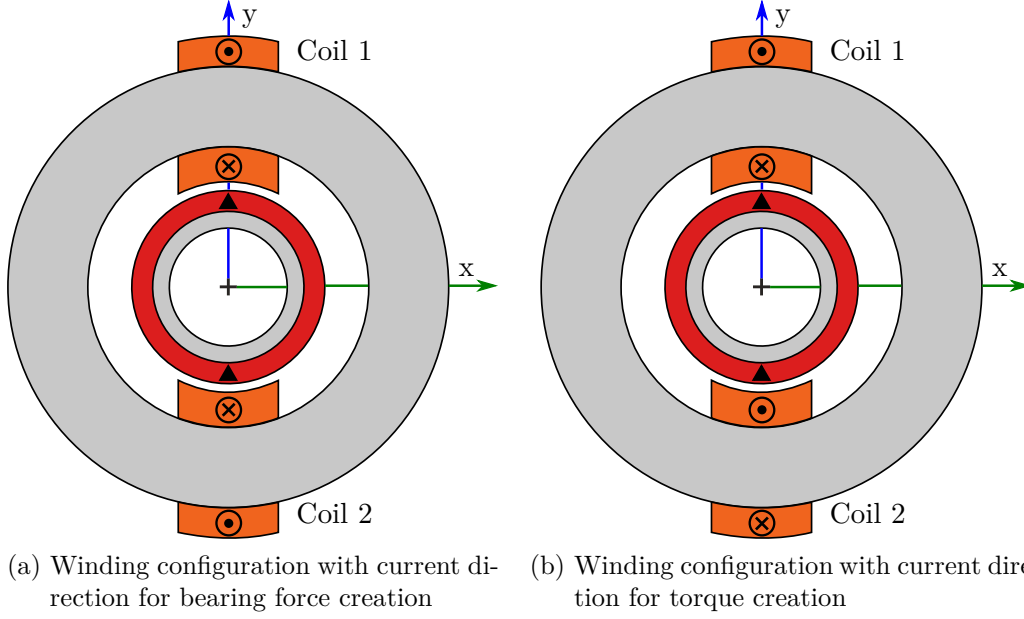 y
Coil 1
x
Coil 2
(a) Winding configuration with current di-
rection for bearing force creation
y
Coil 1
x
Coil 2
(b) Winding configuration with current dire
tion for torque creation